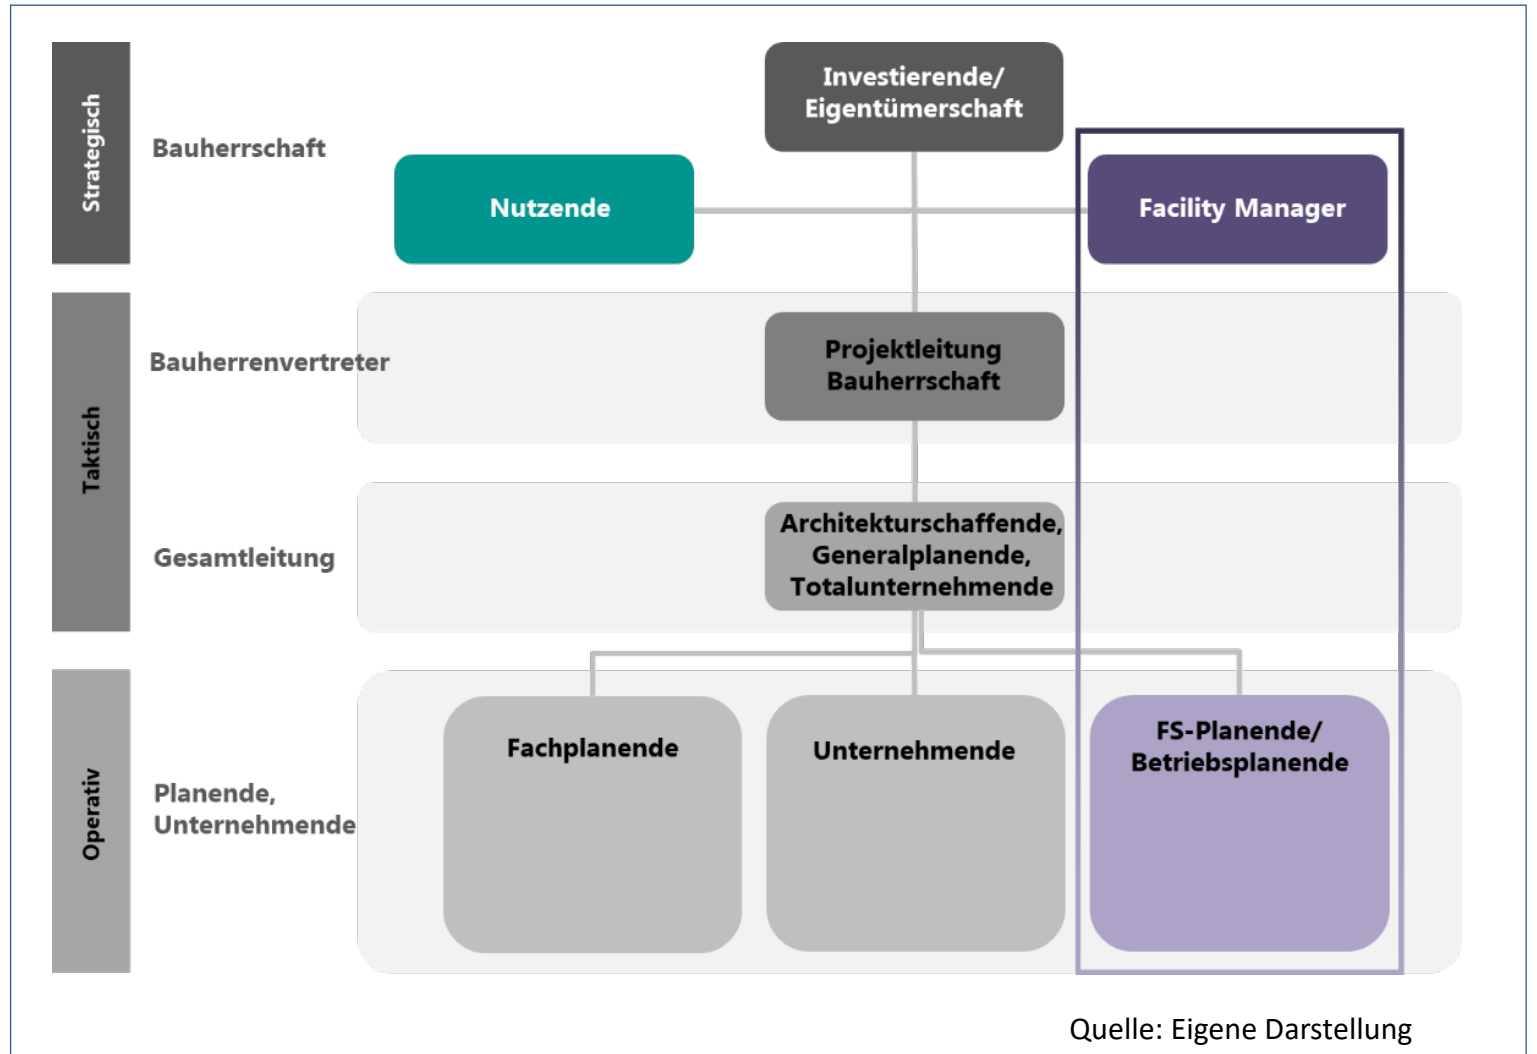 Strategisch
Bauherrschaft
Investierende/
Eigentümerschaft
Nutzende
Facility Manager
Taktisch
Bauherrenvertreter
Projektleitung
Bauherrschaft
Gesamtleitung
Architekturschaffende,
Generalplanende,
Totalunternehmende
Operativ
Planende,
Unternehmende
Fachplanende
Unternehmende
FS-Planende/
Betriebsplanende
Quelle: Eigene Darstellung